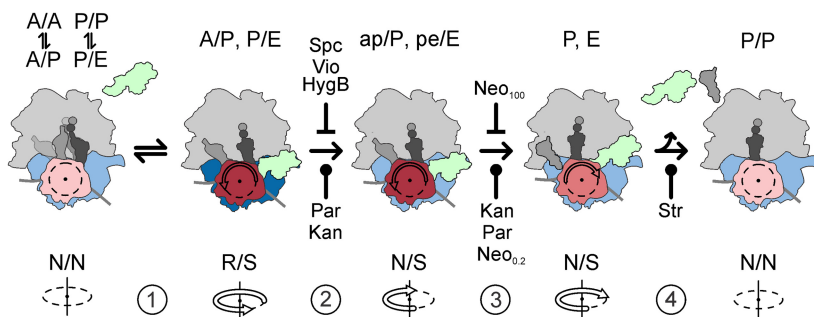 A/A P/P
A/P P/E
A/P, P/E
Spc
Vio
HygB
ap/P, pe/E
Neo₁₀₀
P, E
P/P
Par
Kan
Kan
Par
Neo₀.₂
Str
N/N
R/S
N/S
N/S
N/N
1
2
3
4